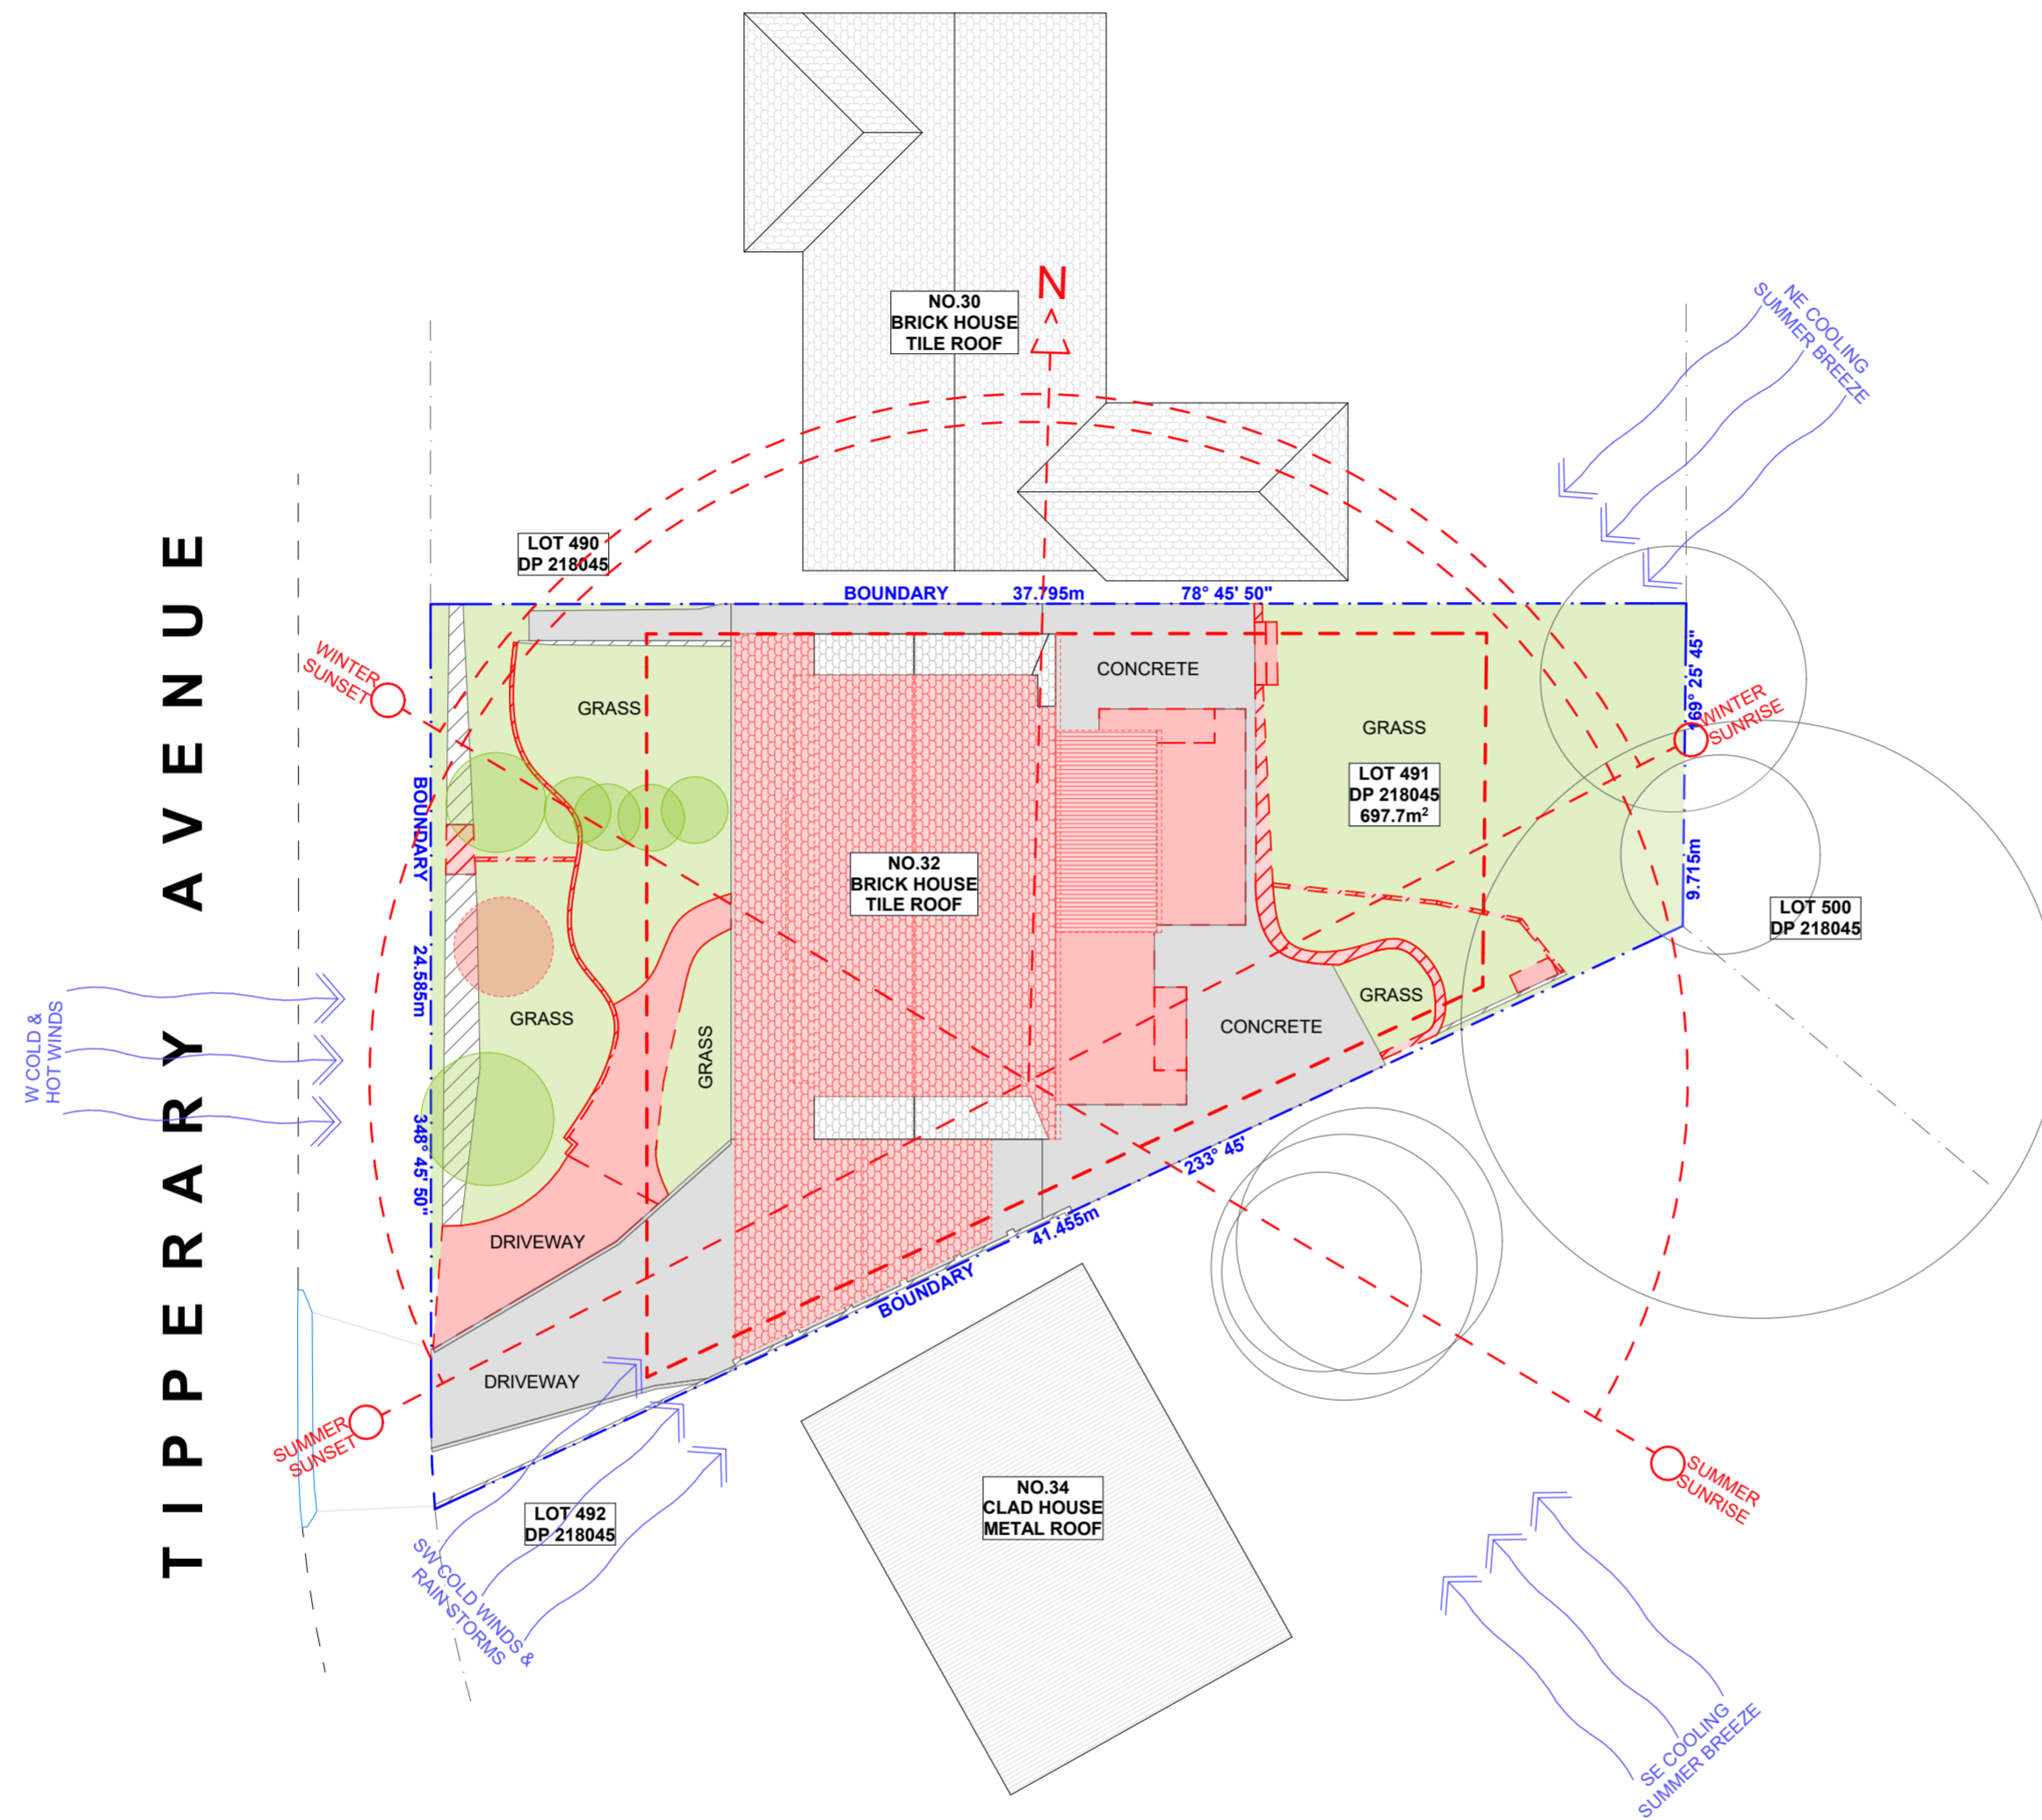 NO.30
BRICK HOUSE
TILE ROOF
N
NE COOLING
SUMMER BREEZE
LOT 490
DP 218045
BOUNDARY 37.795m 78° 45' 50"
WINTER
SUNSET
GRASS
CONCRETE
GRASS
69° 25' 45"
WINTER
SUNRISE
LOT 491
DP 218045
697.7m²
BOUNDARY
24.585m
348° 45' 50"
NO.32
BRICK HOUSE
TILE ROOF
9.715m
LOT 500
DP 218045
TIPPERARY AVENUE
W COLD &
HOT WINDS
GRASS
GRASS
GRASS
CONCRETE
DRIVEWAY
233° 45'
41.455m
BOUNDARY
DRIVEWAY
SUMMER
SUNSET
SUMMER
SUNRISE
LOT 492
DP 218045
NO.34
CLAD HOUSE
METAL ROOF
SW COLD WINDS &
RAIN STORMS
SE COOLING
SUMMER BREEZE